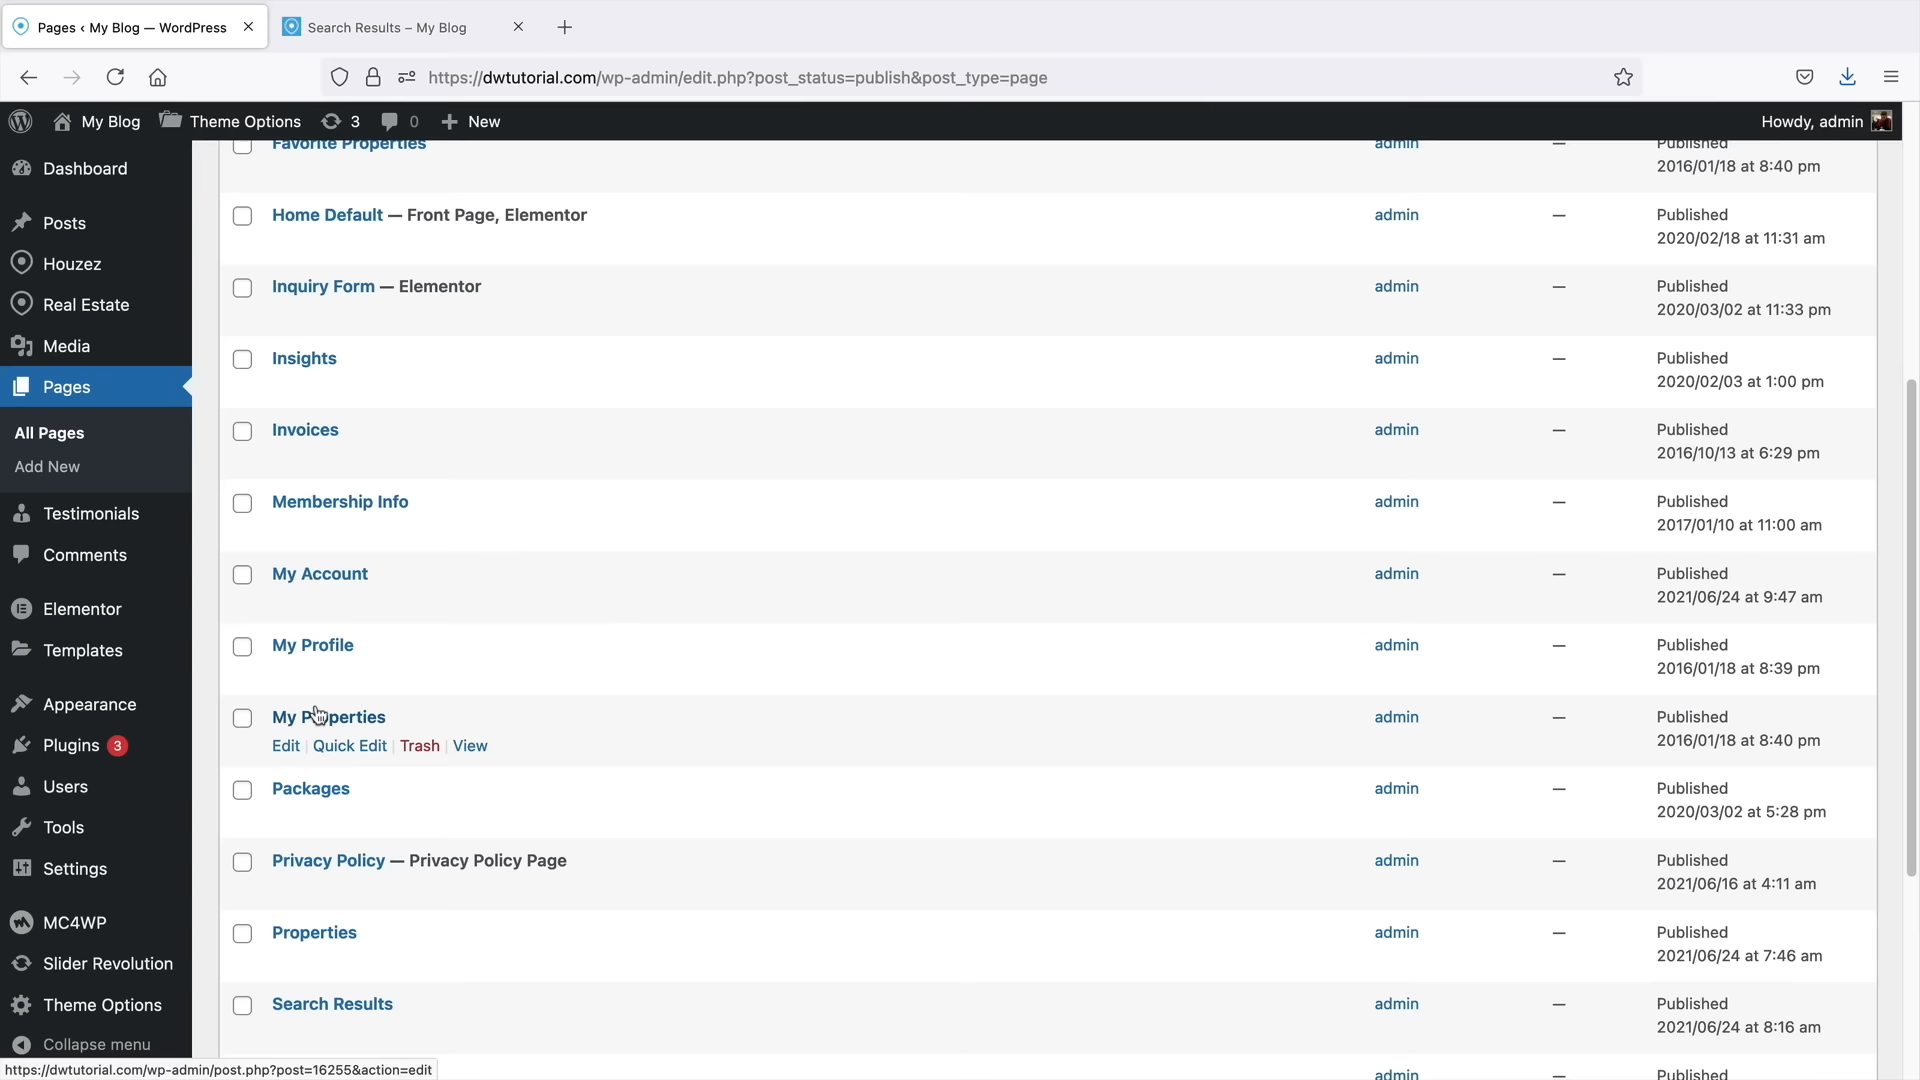 Pages ‹ My Blog — WordPress
Search Results – My Blog
https://dwtutorial.com/wp-admin/edit.php?post_status=publish&post_type=page
My Blog
Theme Options
3
0
New
Howdy, admin
Dashboard
Posts
Houzez
Real Estate
Media
Pages
All Pages
Add New
Testimonials
Comments
Elementor
Templates
Appearance
Plugins 3
Users
Tools
Settings
MC4WP
Slider Revolution
Theme Options
Collapse menu
Favorite Properties admin — Published
2016/01/18 at 8:40 pm
Home Default — Front Page, Elementor admin — Published
2020/02/18 at 11:31 am
Inquiry Form — Elementor admin — Published
2020/03/02 at 11:33 pm
Insights admin — Published
2020/02/03 at 1:00 pm
Invoices admin — Published
2016/10/13 at 6:29 pm
Membership Info admin — Published
2017/01/10 at 11:00 am
My Account admin — Published
2021/06/24 at 9:47 am
My Profile admin — Published
2016/01/18 at 8:39 pm
My Properties admin — Published
Edit | Quick Edit | Trash | View 2016/01/18 at 8:40 pm
Packages admin — Published
2020/03/02 at 5:28 pm
Privacy Policy — Privacy Policy Page admin — Published
2021/06/16 at 4:11 am
Properties admin — Published
2021/06/24 at 7:46 am
Search Results admin — Published
2021/06/24 at 8:16 am
admin — Published
https://dwtutorial.com/wp-admin/post.php?post=16255&action=edit